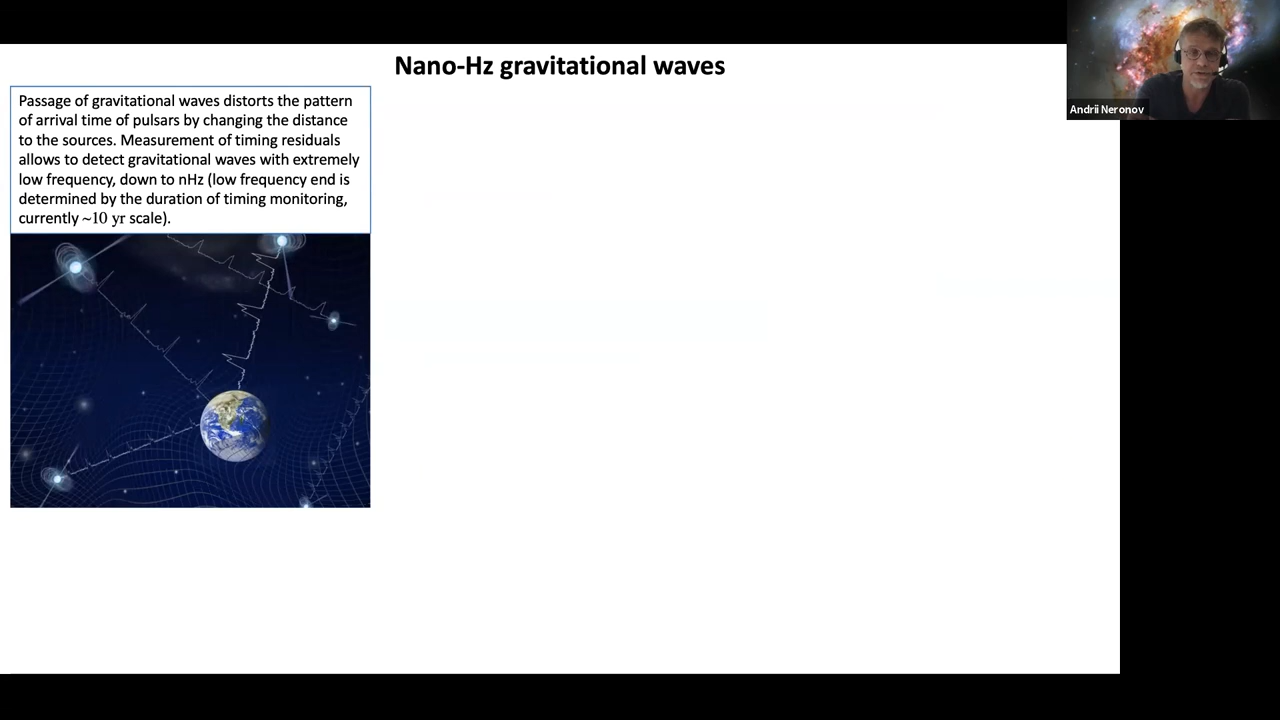 Nano-Hz gravitational waves
Andrii Neronov
Passage of gravitational waves distorts the pattern
of arrival time of pulsars by changing the distance
to the sources. Measurement of timing residuals
allows to detect gravitational waves with extremely
low frequency, down to nHz (low frequency end is
determined by the duration of timing monitoring,
currently ~10 yr scale).